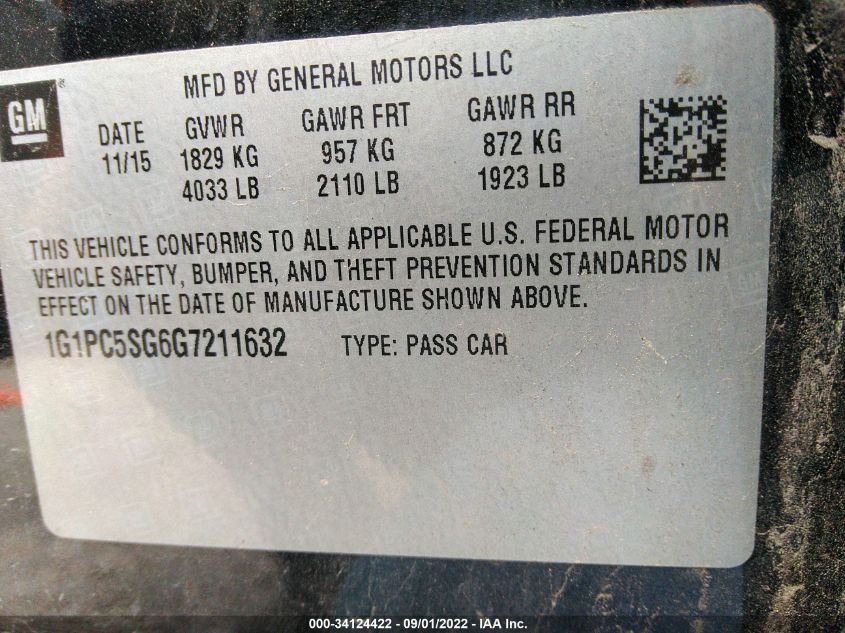 MFD BY GENERAL MOTORS LLC
GM®
DATE GVWR GAWR FRT GAWR RR
11/15 1829 KG 957 KG 872 KG
4033 LB 2110 LB 1923 LB
THIS VEHICLE CONFORMS TO ALL APPLICABLE U.S. FEDERAL MOTOR
VEHICLE SAFETY, BUMPER, AND THEFT PREVENTION STANDARDS IN
EFFECT ON THE DATE OF MANUFACTURE SHOWN ABOVE.
1G1PC5SG6G7211632 TYPE: PASS CAR
000-34124422 - 09/01/2022 - IAA Inc.